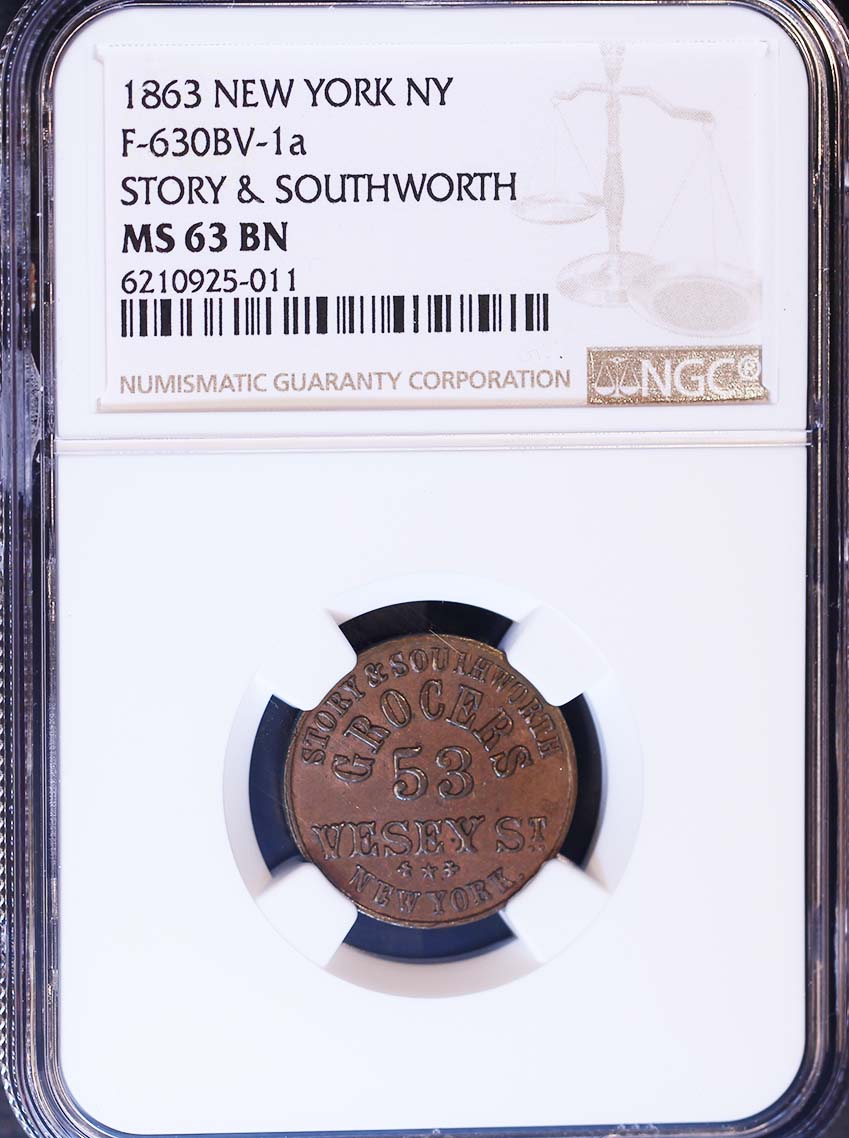 1863 NEW YORK NY
F-630BV-1a
STORY & SOUTHWORTH
MS 63 BN
6210925-011
NUMISMATIC GUARANTY CORPORATION
NGC®
STORY & SOUTHWORTH
GROCERS
53
VESEY ST.
NEW YORK.